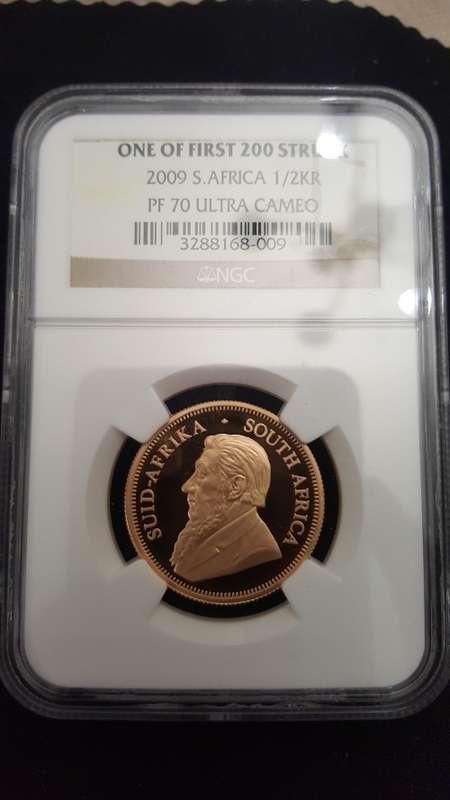 ONE OF FIRST 200 STRUCK
2009 S.AFRICA 1/2KR
PF 70 ULTRA CAMEO
3288168-009
NGC
SUID-AFRIKA • SOUTH AFRICA